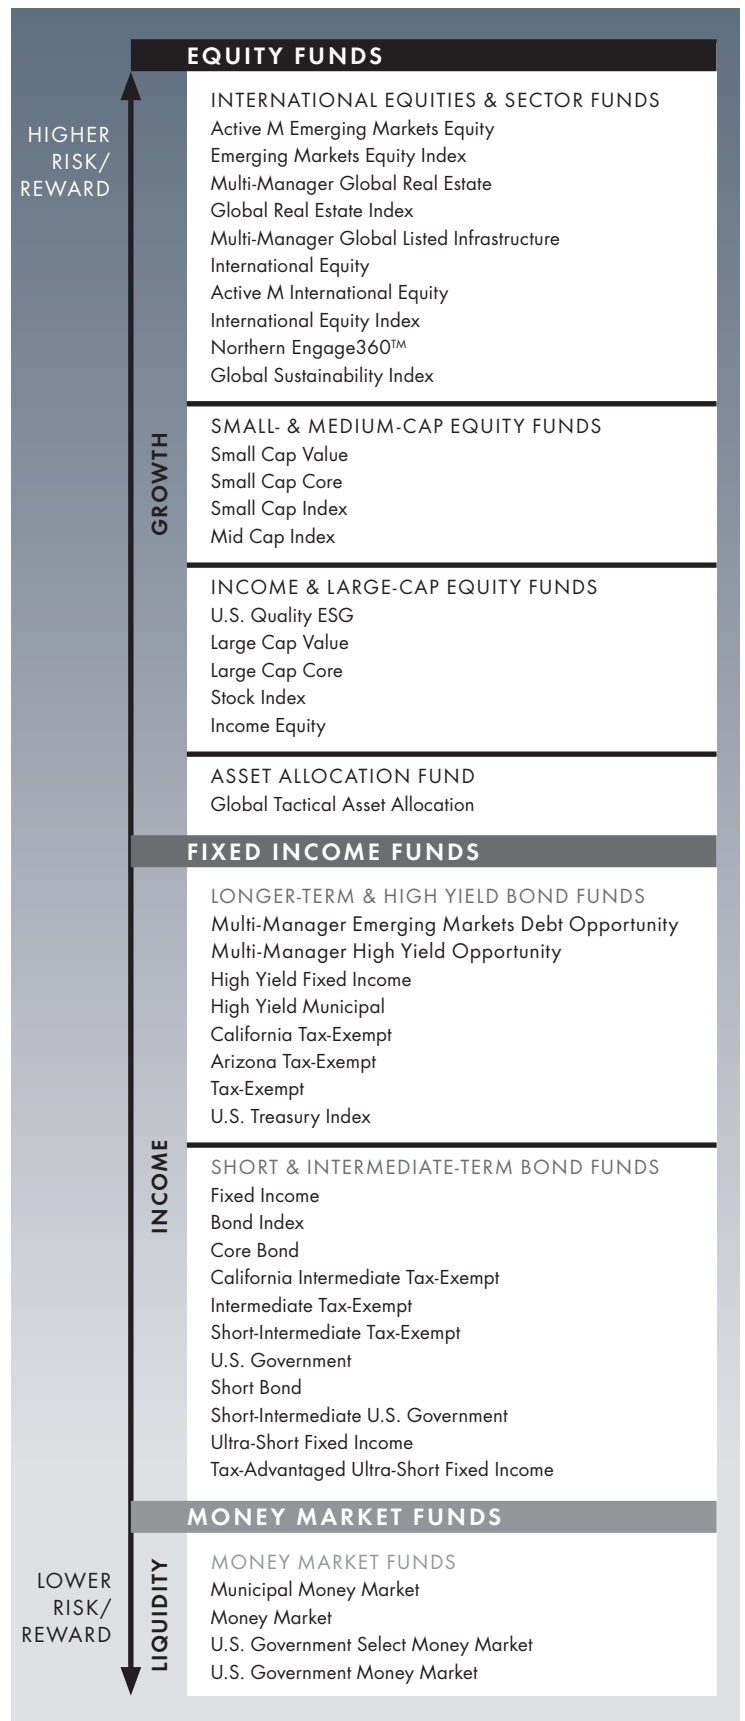 EQUITY FUNDS
HIGHER
RISK/
REWARD
GROWTH
INTERNATIONAL EQUITIES & SECTOR FUNDS
Active M Emerging Markets Equity
Emerging Markets Equity Index
Multi-Manager Global Real Estate
Global Real Estate Index
Multi-Manager Global Listed Infrastructure
International Equity
Active M International Equity
International Equity Index
Northern Engage360™
Global Sustainability Index
SMALL- & MEDIUM-CAP EQUITY FUNDS
Small Cap Value
Small Cap Core
Small Cap Index
Mid Cap Index
INCOME & LARGE-CAP EQUITY FUNDS
U.S. Quality ESG
Large Cap Value
Large Cap Core
Stock Index
Income Equity
ASSET ALLOCATION FUND
Global Tactical Asset Allocation
FIXED INCOME FUNDS
INCOME
LONGER-TERM & HIGH YIELD BOND FUNDS
Multi-Manager Emerging Markets Debt Opportunity
Multi-Manager High Yield Opportunity
High Yield Fixed Income
High Yield Municipal
California Tax-Exempt
Arizona Tax-Exempt
Tax-Exempt
U.S. Treasury Index
SHORT & INTERMEDIATE-TERM BOND FUNDS
Fixed Income
Bond Index
Core Bond
California Intermediate Tax-Exempt
Intermediate Tax-Exempt
Short-Intermediate Tax-Exempt
U.S. Government
Short Bond
Short-Intermediate U.S. Government
Ultra-Short Fixed Income
Tax-Advantaged Ultra-Short Fixed Income
MONEY MARKET FUNDS
LOWER
RISK/
REWARD
LIQUIDITY
MONEY MARKET FUNDS
Municipal Money Market
Money Market
U.S. Government Select Money Market
U.S. Government Money Market